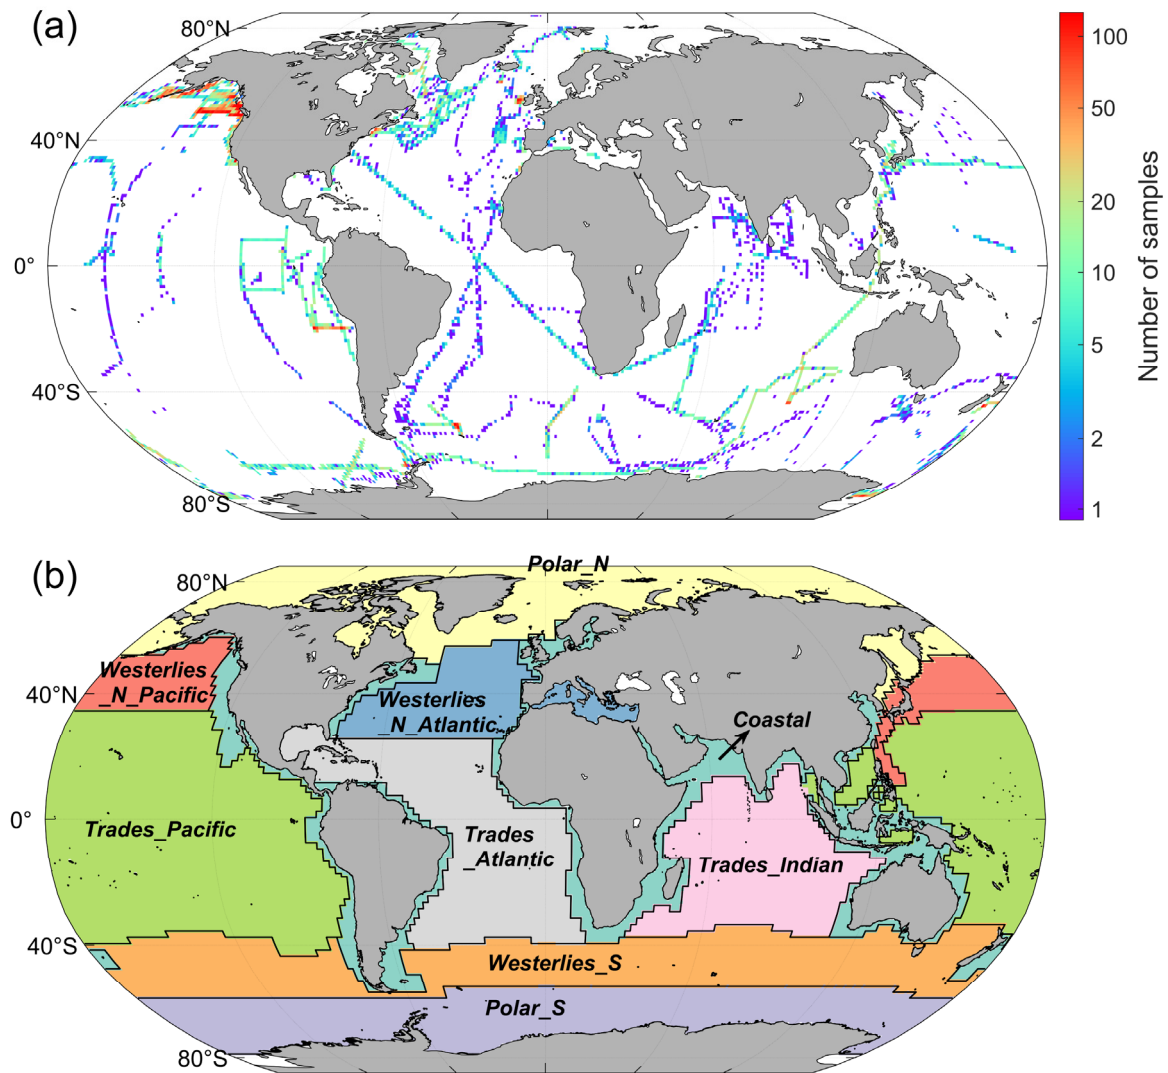 (a)
80°N
40°N
0°
40°S
80°S
100
50
20
10
5
2
1
Number of samples
(b)
Polar_N
80°N
Westerlies
_N_Pacific
40°N
Westerlies
_N_Atlantic
Coastal
Trades_Pacific
0°
Trades
_Atlantic
Trades_Indian
40°S
Westerlies_S
Polar_S
80°S